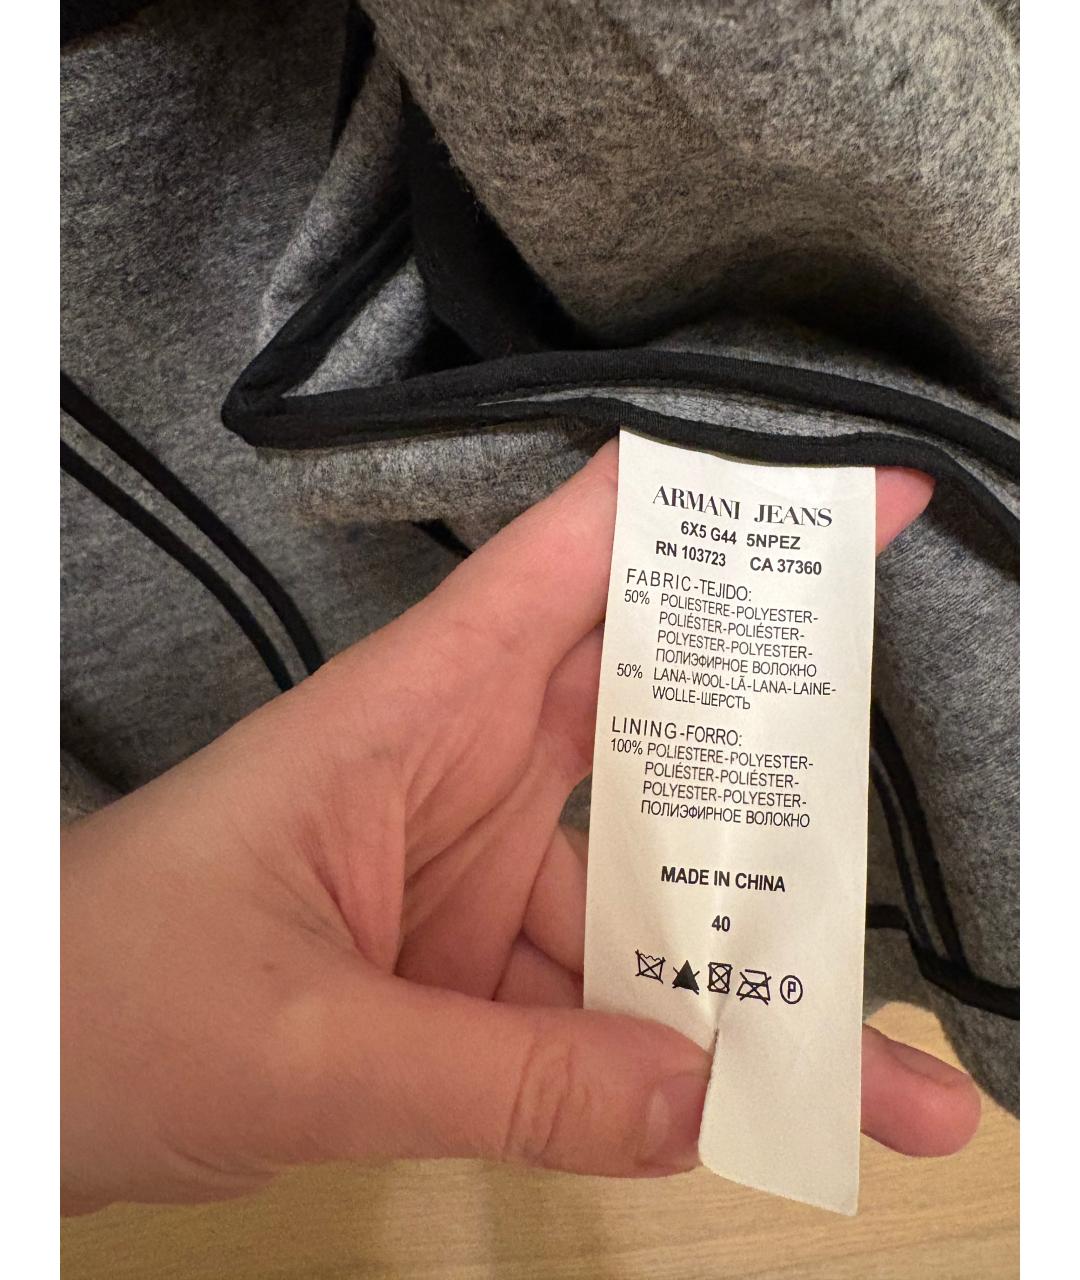 ARMANI JEANS
6X5 G44 5NPEZ
RN 103723 CA 37360
FABRIC-TEJIDO:
50% POLIESTERE-POLYESTER-
POLIÉSTER-POLIÉSTER-
POLYESTER-POLYESTER-
ПОЛИЭФИРНОЕ ВОЛОКНО
50% LANA-WOOL-LÃ-LANA-LAINE-
WOLLE-ШЕРСТЬ
LINING-FORRO:
100% POLIESTERE-POLYESTER-
POLIÉSTER-POLIÉSTER-
POLYESTER-POLYESTER-
ПОЛИЭФИРНОЕ ВОЛОКНО
MADE IN CHINA
40
P